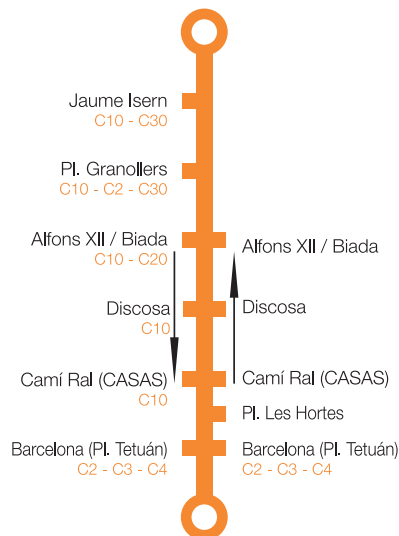 Jaume Isern
C10 - C30
Pl. Granollers
C10 - C2 - C30
Alfons XII / Biada
C10 - C20
Alfons XII / Biada
Discosa
C10
Discosa
Camí Ral (CASAS)
C10
Camí Ral (CASAS)
Pl. Les Hortes
Barcelona (Pl. Tetuán)
C2 - C3 - C4
Barcelona (Pl. Tetuán)
C2 - C3 - C4